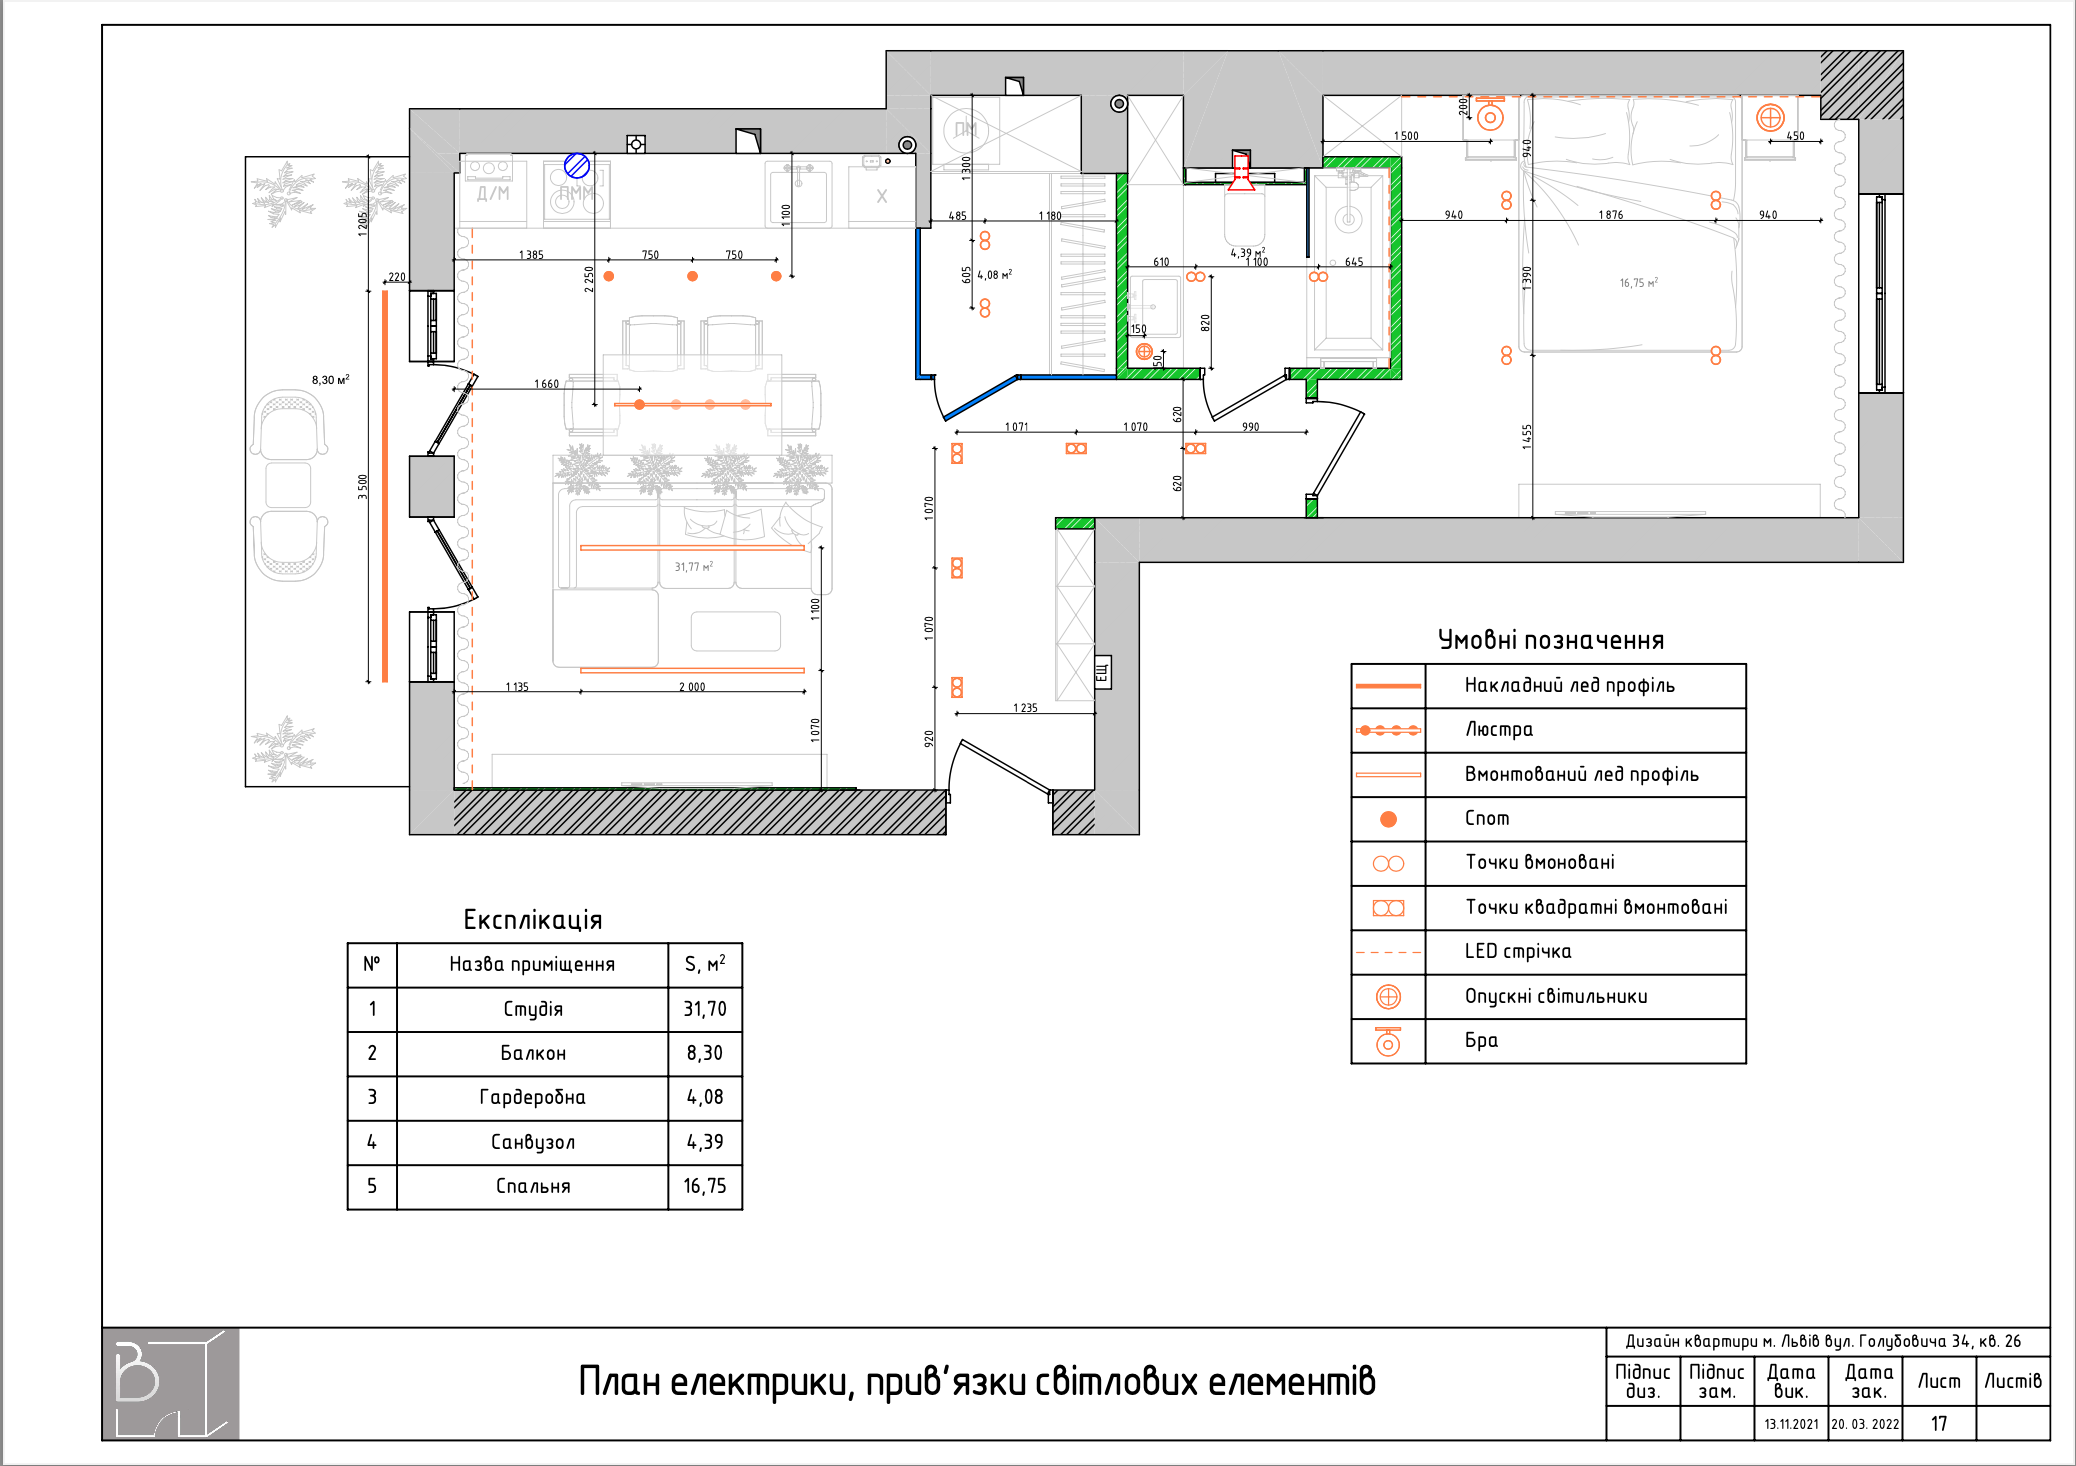 ПМ
200
1 500
450
940
Д/М
ПММ
Х
1 300
1 205
1 100
485
1 180
940
1 876
940
1 385
750
750
2 250
220
605
4,08 м²
4,39 м²
610
1 100
645
16,75 м²
1 390
150
820
50
8,30 м²
1 660
3 500
620
1 071
1 070
990
1 455
620
1 070
31,77 м²
1 100
1 070
1 135
2 000
ЕЩ
1 235
1 070
920
Умовні позначення
Накладний лед профіль
Люстра
Вмонтований лед профіль
Спот
Точки вмоновані
Точки квадратні вмонтовані
LED стрічка
Опускні світильники
Бра
Експлікація
№ Назва приміщення S, м²
1 Студія 31,70
2 Балкон 8,30
3 Гардеробна 4,08
4 Санвузол 4,39
5 Спальня 16,75
В
План електрики, прив'язки світлових елементів
Дизайн квартири м. Львів вул. Голубовича 34, кв. 26
Підпис диз. Підпис зам. Дата вик. Дата зак. Лист Листів
13.11.2021 20. 03. 2022 17